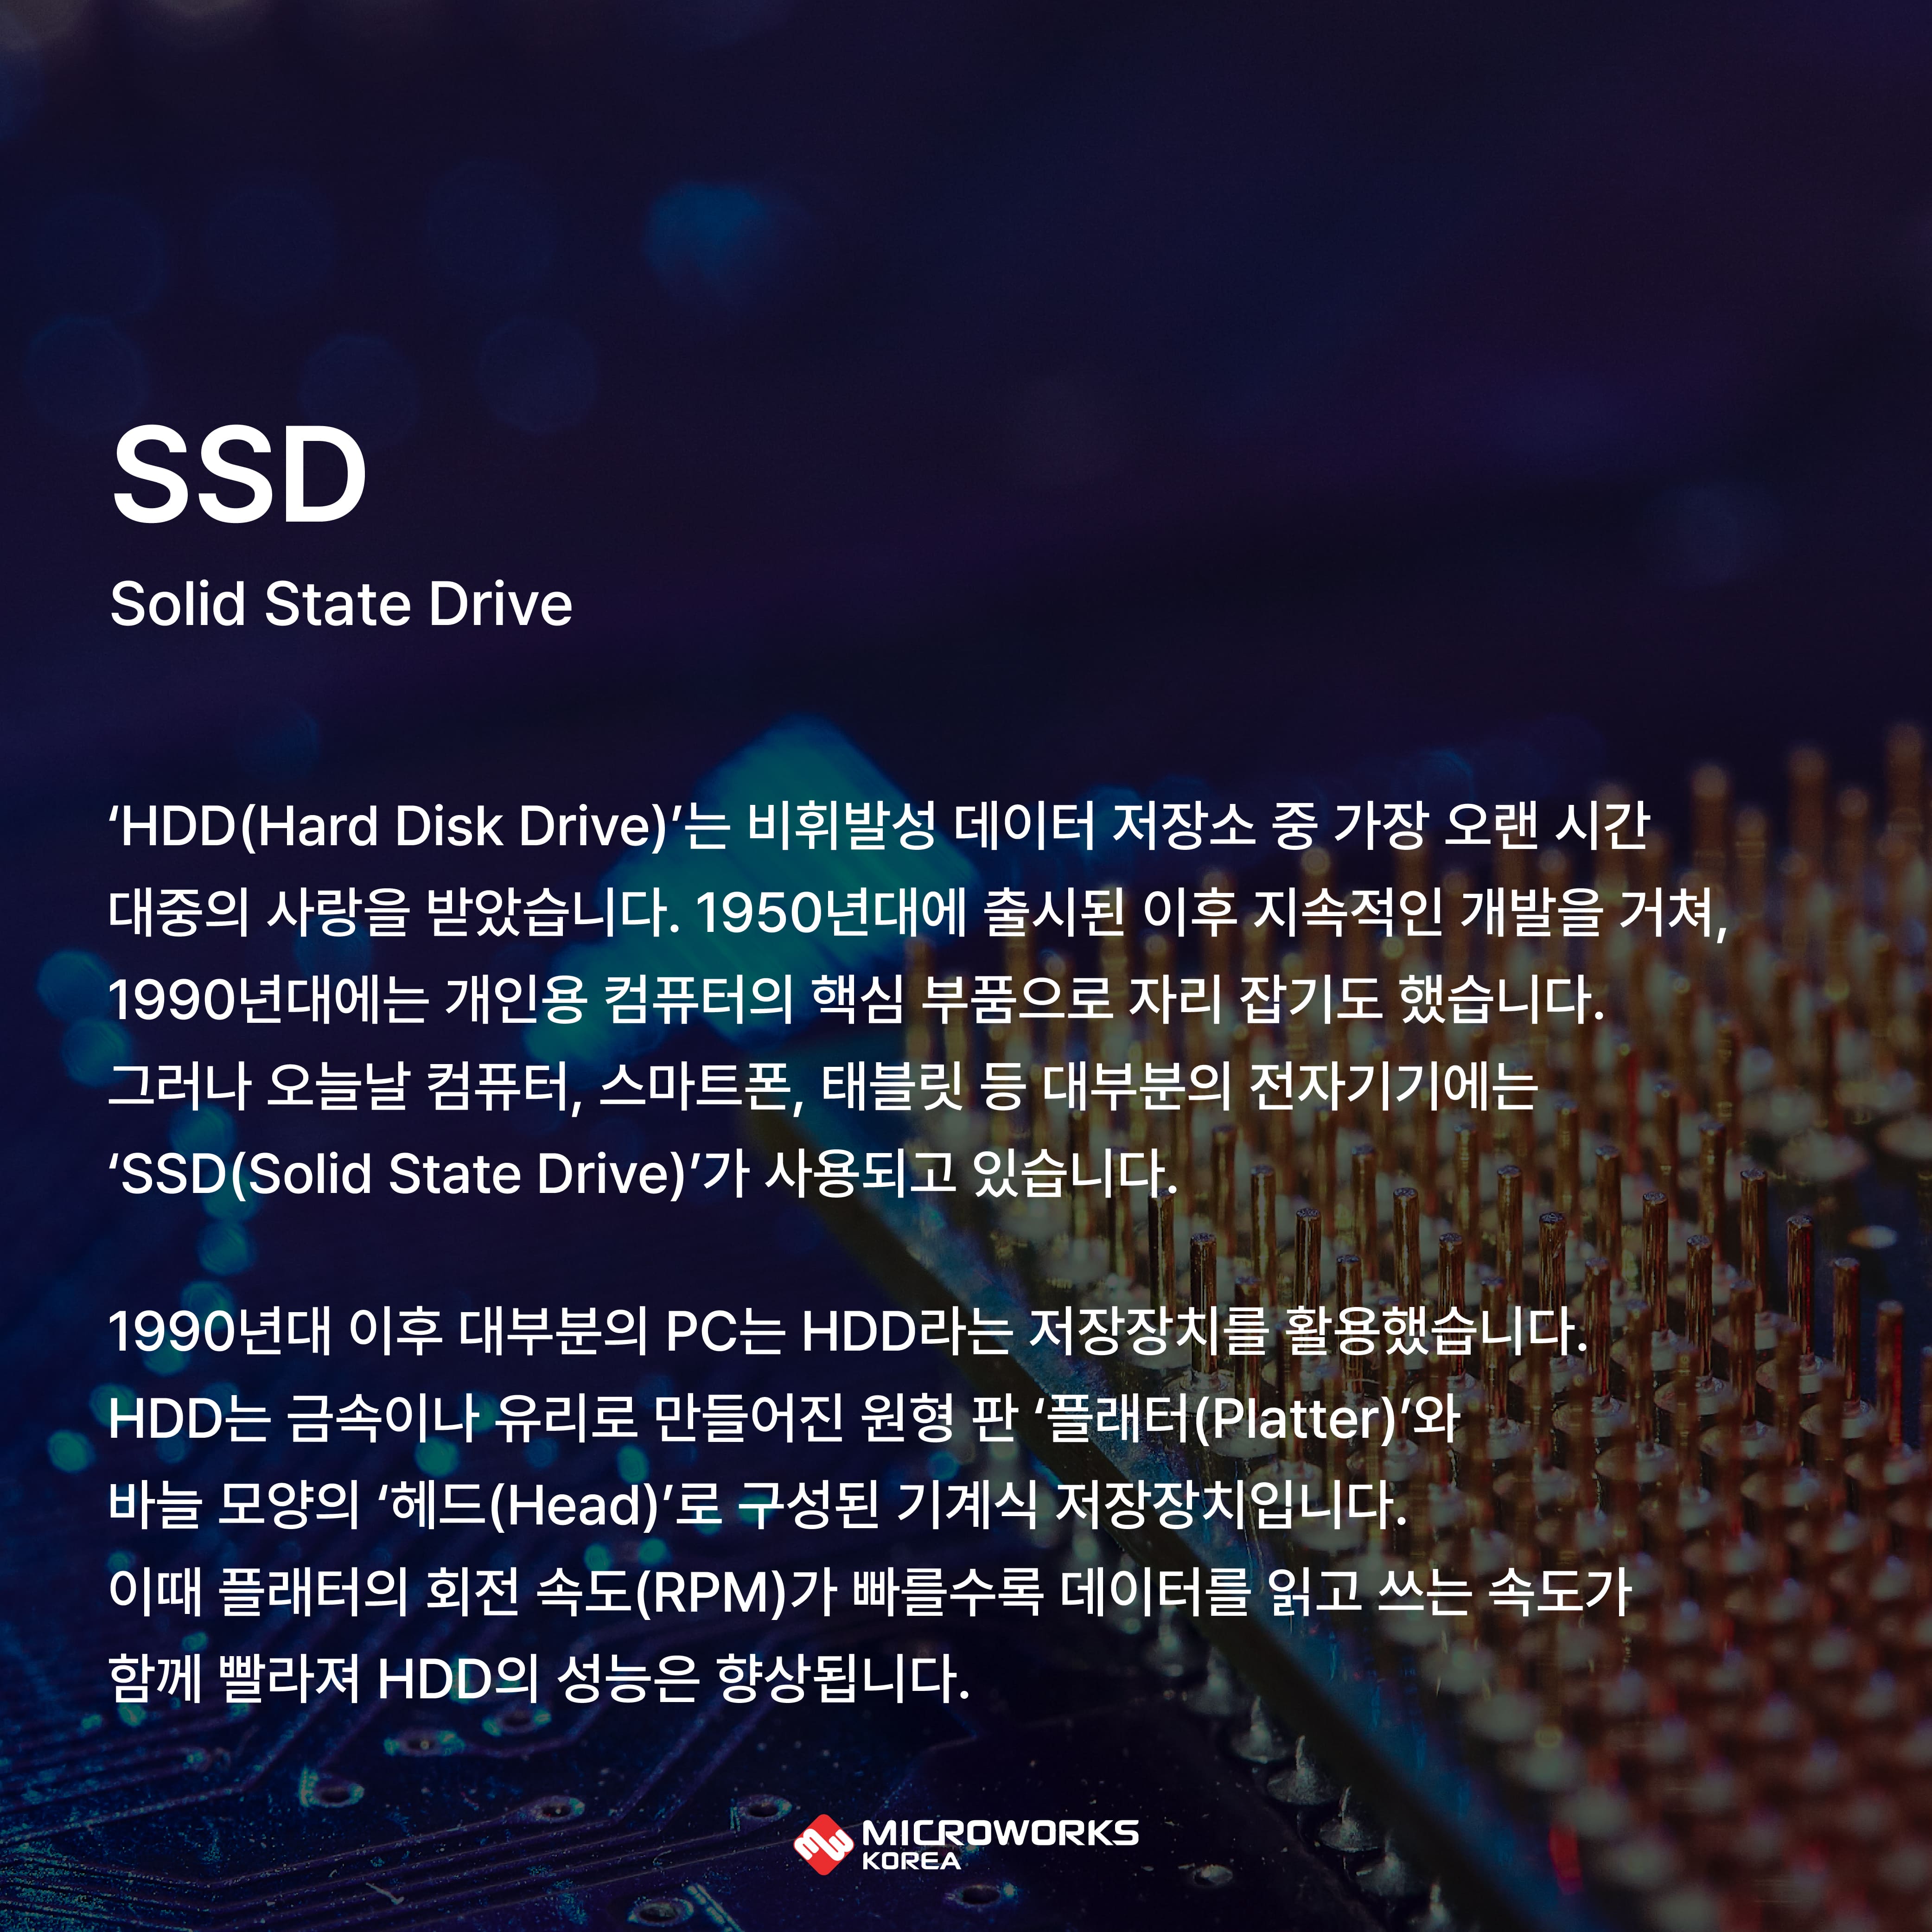 SSD
Solid State Drive
‘HDD(Hard Disk Drive)’는 비휘발성 데이터 저장소 중 가장 오랜 시간
대중의 사랑을 받았습니다. 1950년대에 출시된 이후 지속적인 개발을 거쳐,
1990년대에는 개인용 컴퓨터의 핵심 부품으로 자리 잡기도 했습니다.
그러나 오늘날 컴퓨터, 스마트폰, 태블릿 등 대부분의 전자기기에는
‘SSD(Solid State Drive)’가 사용되고 있습니다.
1990년대 이후 대부분의 PC는 HDD라는 저장장치를 활용했습니다.
HDD는 금속이나 유리로 만들어진 원형 판 ‘플래터(Platter)’와
바늘 모양의 ‘헤드(Head)’로 구성된 기계식 저장장치입니다.
이때 플래터의 회전 속도(RPM)가 빠를수록 데이터를 읽고 쓰는 속도가
함께 빨라져 HDD의 성능은 향상됩니다.
MICROWORKS
KOREA